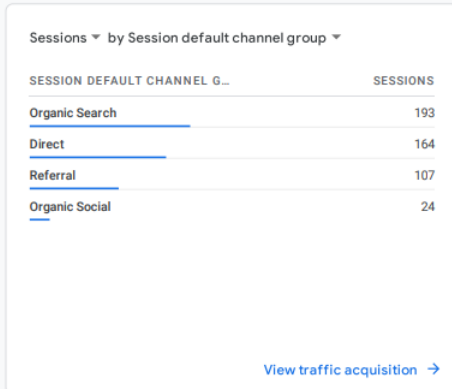 Sessions by Session default channel group
SESSION DEFAULT CHANNEL G... SESSIONS
Organic Search 193
Direct 164
Referral 107
Organic Social 24
View traffic acquisition